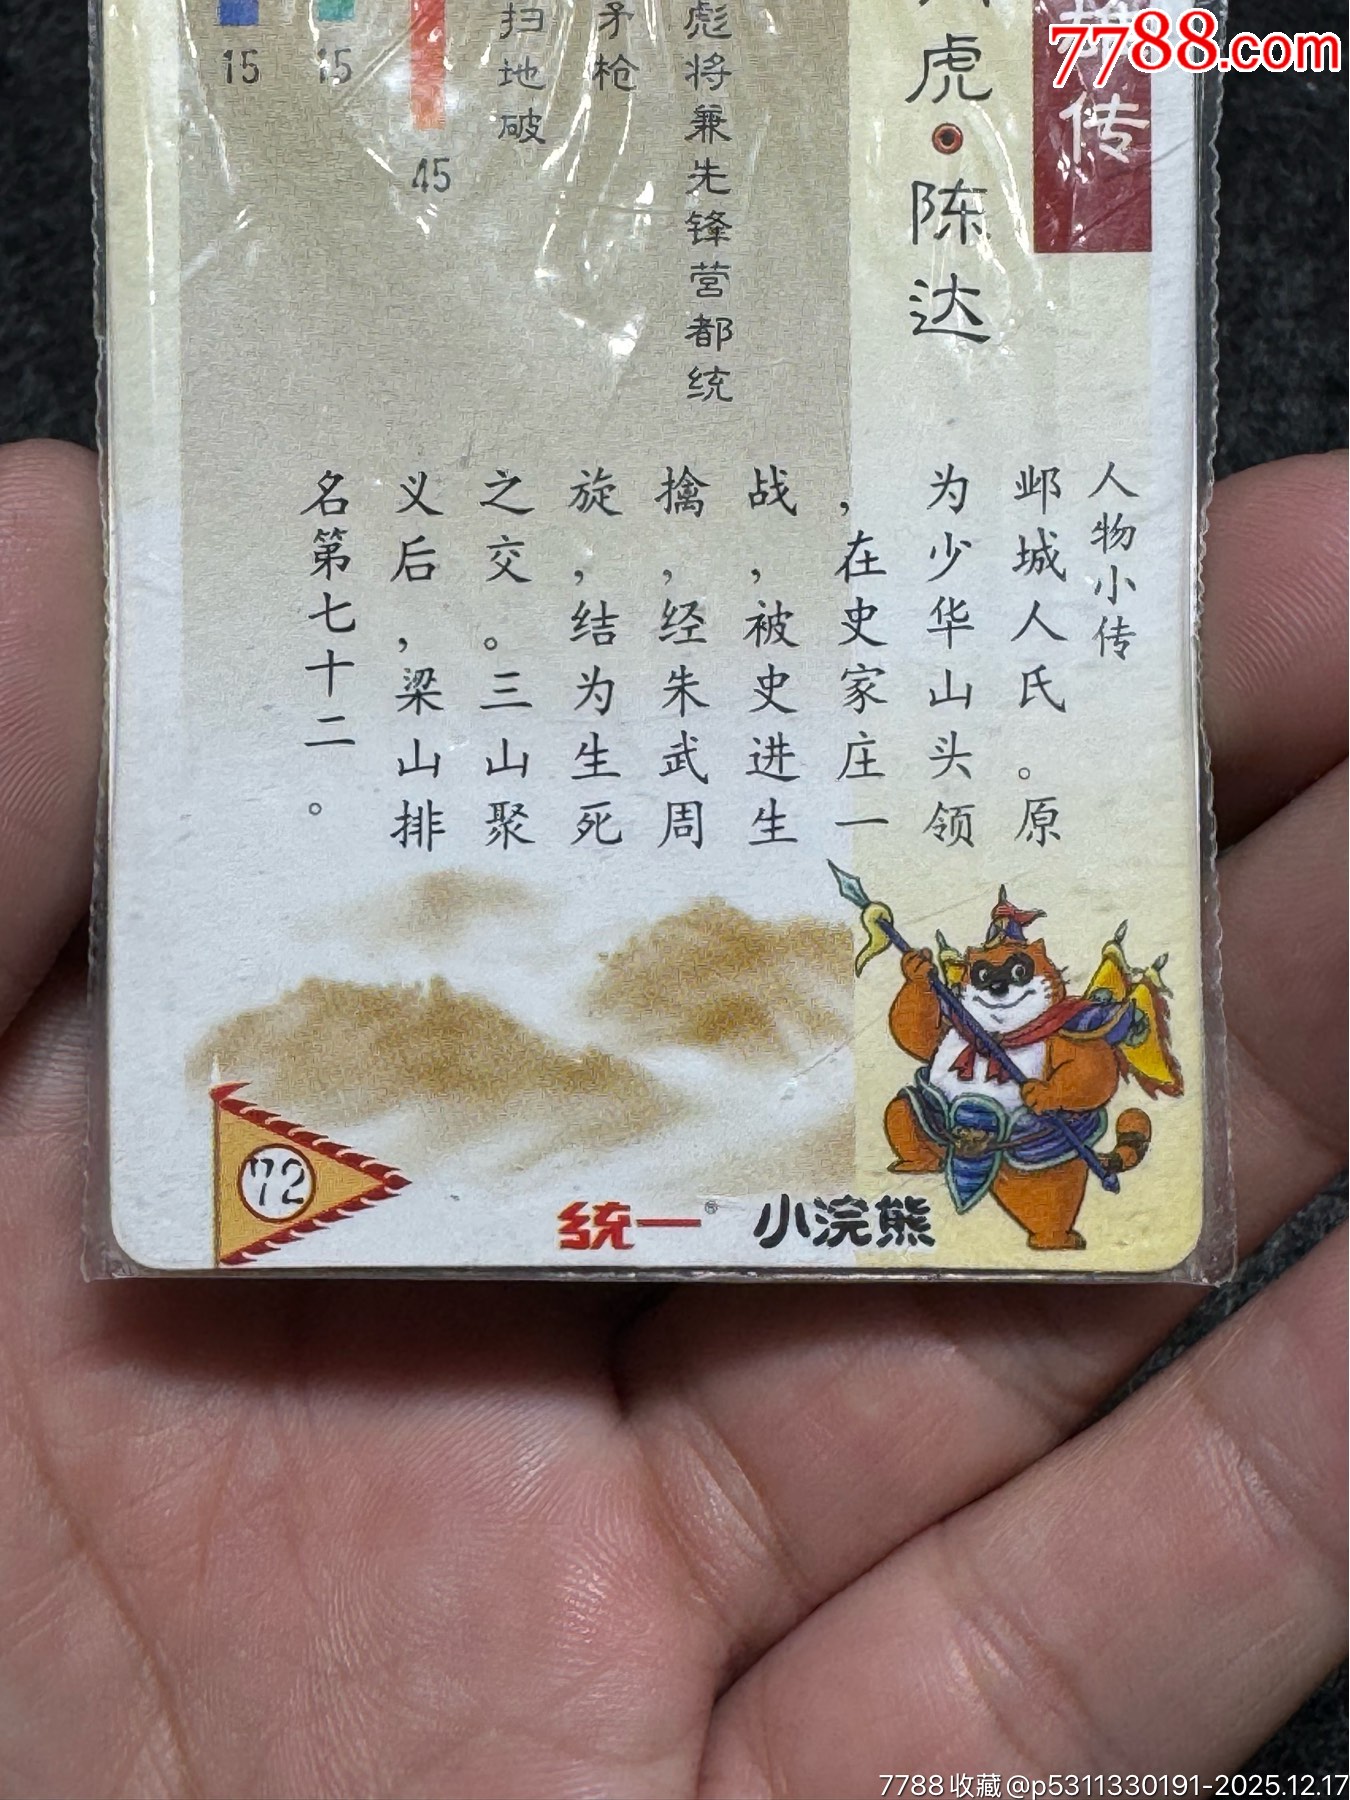 7788.com
传
虎·陈达
彪将兼先锋营都统
矛枪
扫地破
45
15
15
人物小传
邺城人氏。原
为少华山头领
,在史家庄一
战,被史进生
擒,经朱武周
旋,结为生死
之交。三山聚
义后,梁山排
名第七十二。
72
统一® 小浣熊
7788收藏@p5311330191-2025.12.17